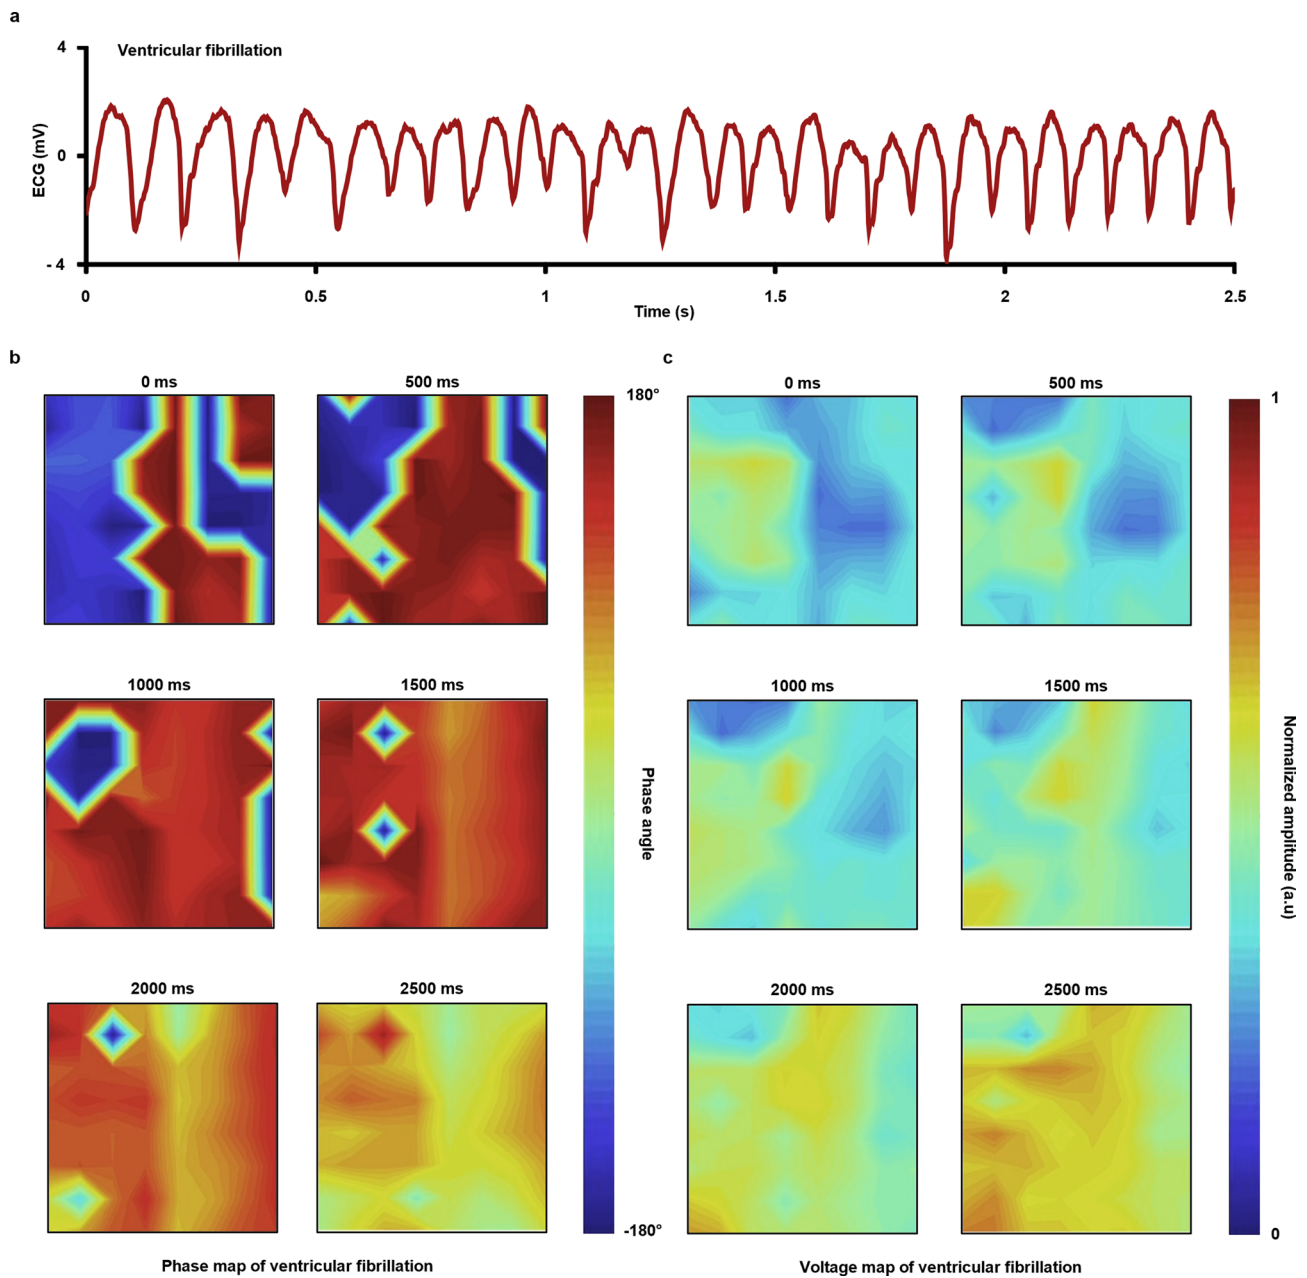 a
4
Ventricular fibrillation
ECG (mV)
0
- 4
0
0.5
1
1.5
2
2.5
Time (s)
b
0 ms
500 ms
180°
1000 ms
1500 ms
Phase angle
2000 ms
2500 ms
-180°
Phase map of ventricular fibrillation
c
0 ms
500 ms
1
1000 ms
1500 ms
Normalized amplitude (a.u)
2000 ms
2500 ms
0
Voltage map of ventricular fibrillation